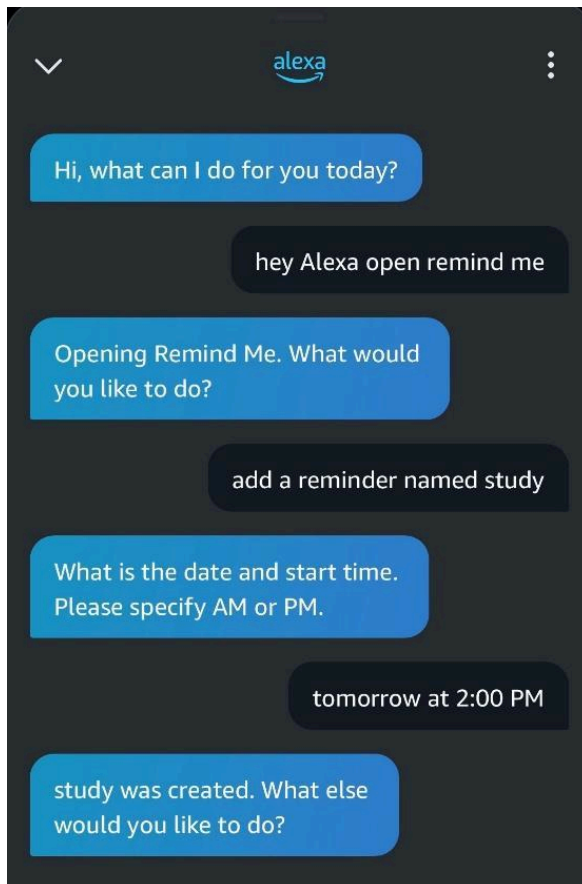 alexa
Hi, what can I do for you today?
hey Alexa open remind me
Opening Remind Me. What would
you like to do?
add a reminder named study
What is the date and start time.
Please specify AM or PM.
tomorrow at 2:00 PM
study was created. What else
would you like to do?